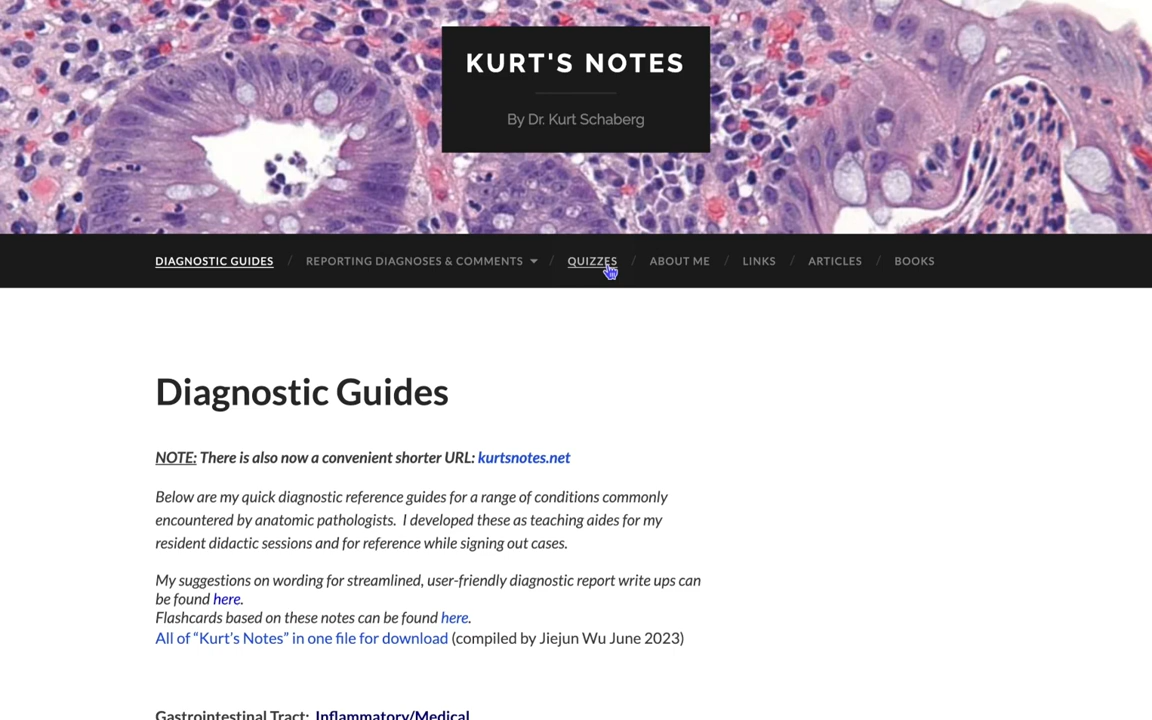 KURT'S NOTES
By Dr. Kurt Schaberg
DIAGNOSTIC GUIDES / REPORTING DIAGNOSES & COMMENTS / QUIZZES / ABOUT ME / LINKS / ARTICLES / BOOKS
Diagnostic Guides
NOTE: There is also now a convenient shorter URL: kurtsnotes.net
Below are my quick diagnostic reference guides for a range of conditions commonly
encountered by anatomic pathologists. I developed these as teaching aides for my
resident didactic sessions and for reference while signing out cases.
My suggestions on wording for streamlined, user-friendly diagnostic report write ups can
be found here.
Flashcards based on these notes can be found here.
All of “Kurt’s Notes” in one file for download (compiled by Jiejun Wu June 2023)
Gastrointestinal Tract: Inflammatory/Medical